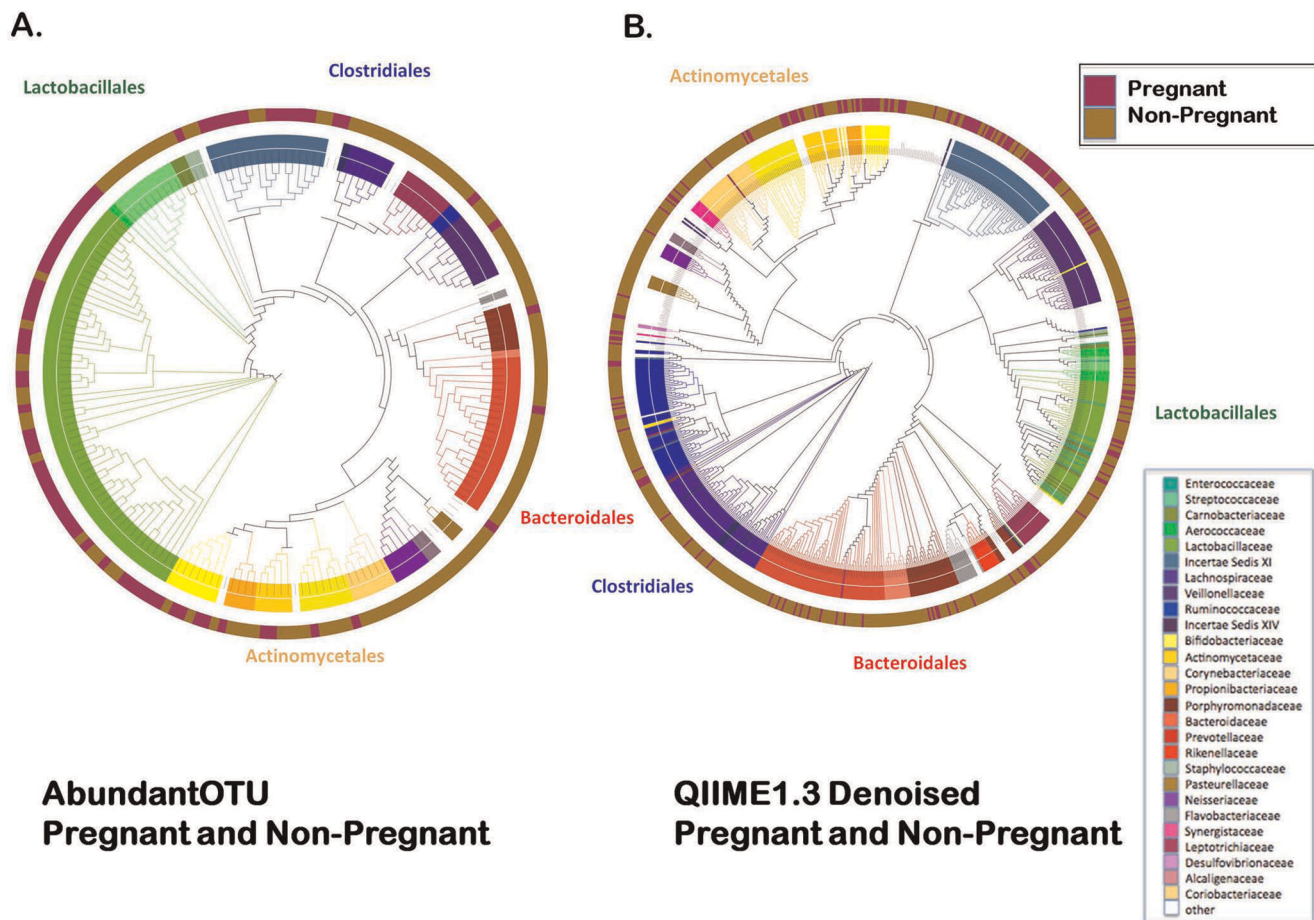 A.
B.
Clostridiales
Lactobacillales
Actinomycetales
Pregnant
Non-Pregnant
Lactobacillales
Bacteroidales
Clostridiales
Actinomycetales
Bacteroidales
Enterococcaceae
Streptococcaceae
Carnobacteriaceae
Aerococcaceae
Lactobacillaceae
Incertae Sedis XI
Lachnospiraceae
Veillonellaceae
Ruminococcaceae
Incertae Sedis XIV
Bifidobacteriaceae
Actinomycetaceae
Corynebacteriaceae
Propionibacteriaceae
Porphyromonadaceae
Bacteroidaceae
Prevotellaceae
Rikenellaceae
Staphylococcaceae
Pasteurellaceae
Neisseriaceae
Flavobacteriaceae
Synergistaceae
Leptotrichiaceae
Desulfovibrionaceae
Alcaligenaceae
Coriobacteriaceae
other
AbundantOTU
Pregnant and Non-Pregnant
QIIME1.3 Denoised
Pregnant and Non-Pregnant